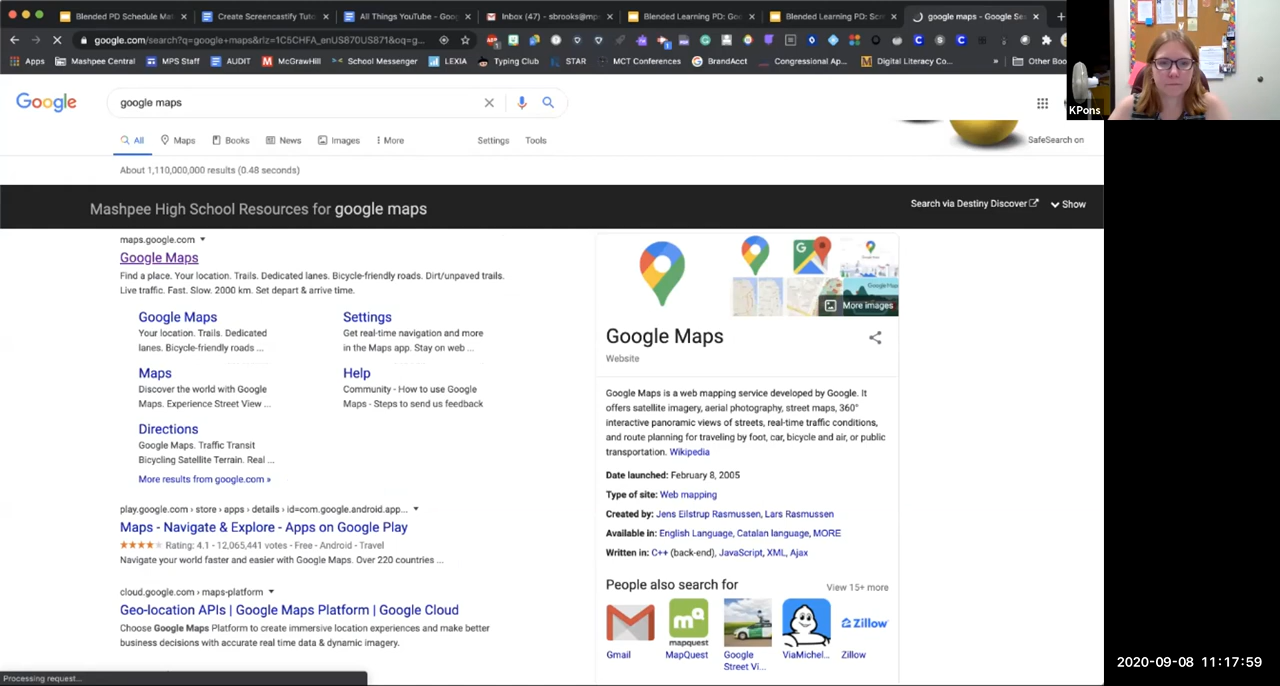 Blended PD Schedule Ma
Create Screencastify Tuto
All Things YouTube - Goo
Inbox (47) - sbrooks@mps
Blended Learning PD: Go
Blended Learning PD: Scr
google maps - Google Se
google.com/search?q=google+maps&rlz=1C5CHFA_enUS870US871&oq=g...
Apps
Mashpee Central
MPS Staff
AUDIT
McGrawHill
School Messenger
LEXIA
Typing Club
STAR
MCT Conferences
BrandAcct
Congressional Ap...
Digital Literacy Co...
»
Other Boo
KPons
Google
google maps
All
Maps
Books
News
Images
More
Settings
Tools
SafeSearch on
About 1,110,000,000 results (0.48 seconds)
Mashpee High School Resources for google maps
Search via Destiny Discover
Show
maps.google.com
Google Maps
Find a place. Your location. Trails. Dedicated lanes. Bicycle-friendly roads. Dirt/unpaved trails.
Live traffic. Fast. Slow. 2000 km. Set depart & arrive time.
Google Maps
Your location. Trails. Dedicated
lanes. Bicycle-friendly roads ...
Settings
Get real-time navigation and more
in the Maps app. Stay on web ...
Maps
Discover the world with Google
Maps. Experience Street View ...
Help
Community - How to use Google
Maps - Steps to send us feedback
Directions
Google Maps. Traffic Transit
Bicycling Satellite Terrain. Real ...
More results from google.com »
play.google.com › store › apps › details › id=com.google.android.app...
Maps - Navigate & Explore - Apps on Google Play
Rating: 4.1 - 12,065,441 votes - Free - Android - Travel
Navigate your world faster and easier with Google Maps. Over 220 countries ...
cloud.google.com › maps-platform
Geo-location APIs | Google Maps Platform | Google Cloud
Choose Google Maps Platform to create immersive location experiences and make better
business decisions with accurate real time data & dynamic imagery.
Processing request...
More images
Google Maps
Website
Google Maps is a web mapping service developed by Google. It
offers satellite imagery, aerial photography, street maps, 360°
interactive panoramic views of streets, real-time traffic conditions,
and route planning for traveling by foot, car, bicycle and air, or public
transportation. Wikipedia
Date launched: February 8, 2005
Type of site: Web mapping
Created by: Jens Eilstrup Rasmussen, Lars Rasmussen
Available in: English Language, Catalan language, MORE
Written in: C++ (back-end), JavaScript, XML, Ajax
People also search for
View 15+ more
mapquest
Zillow
Gmail
MapQuest
Google
Street Vi...
ViaMichel...
Zillow
2020-09-08 11:17:59